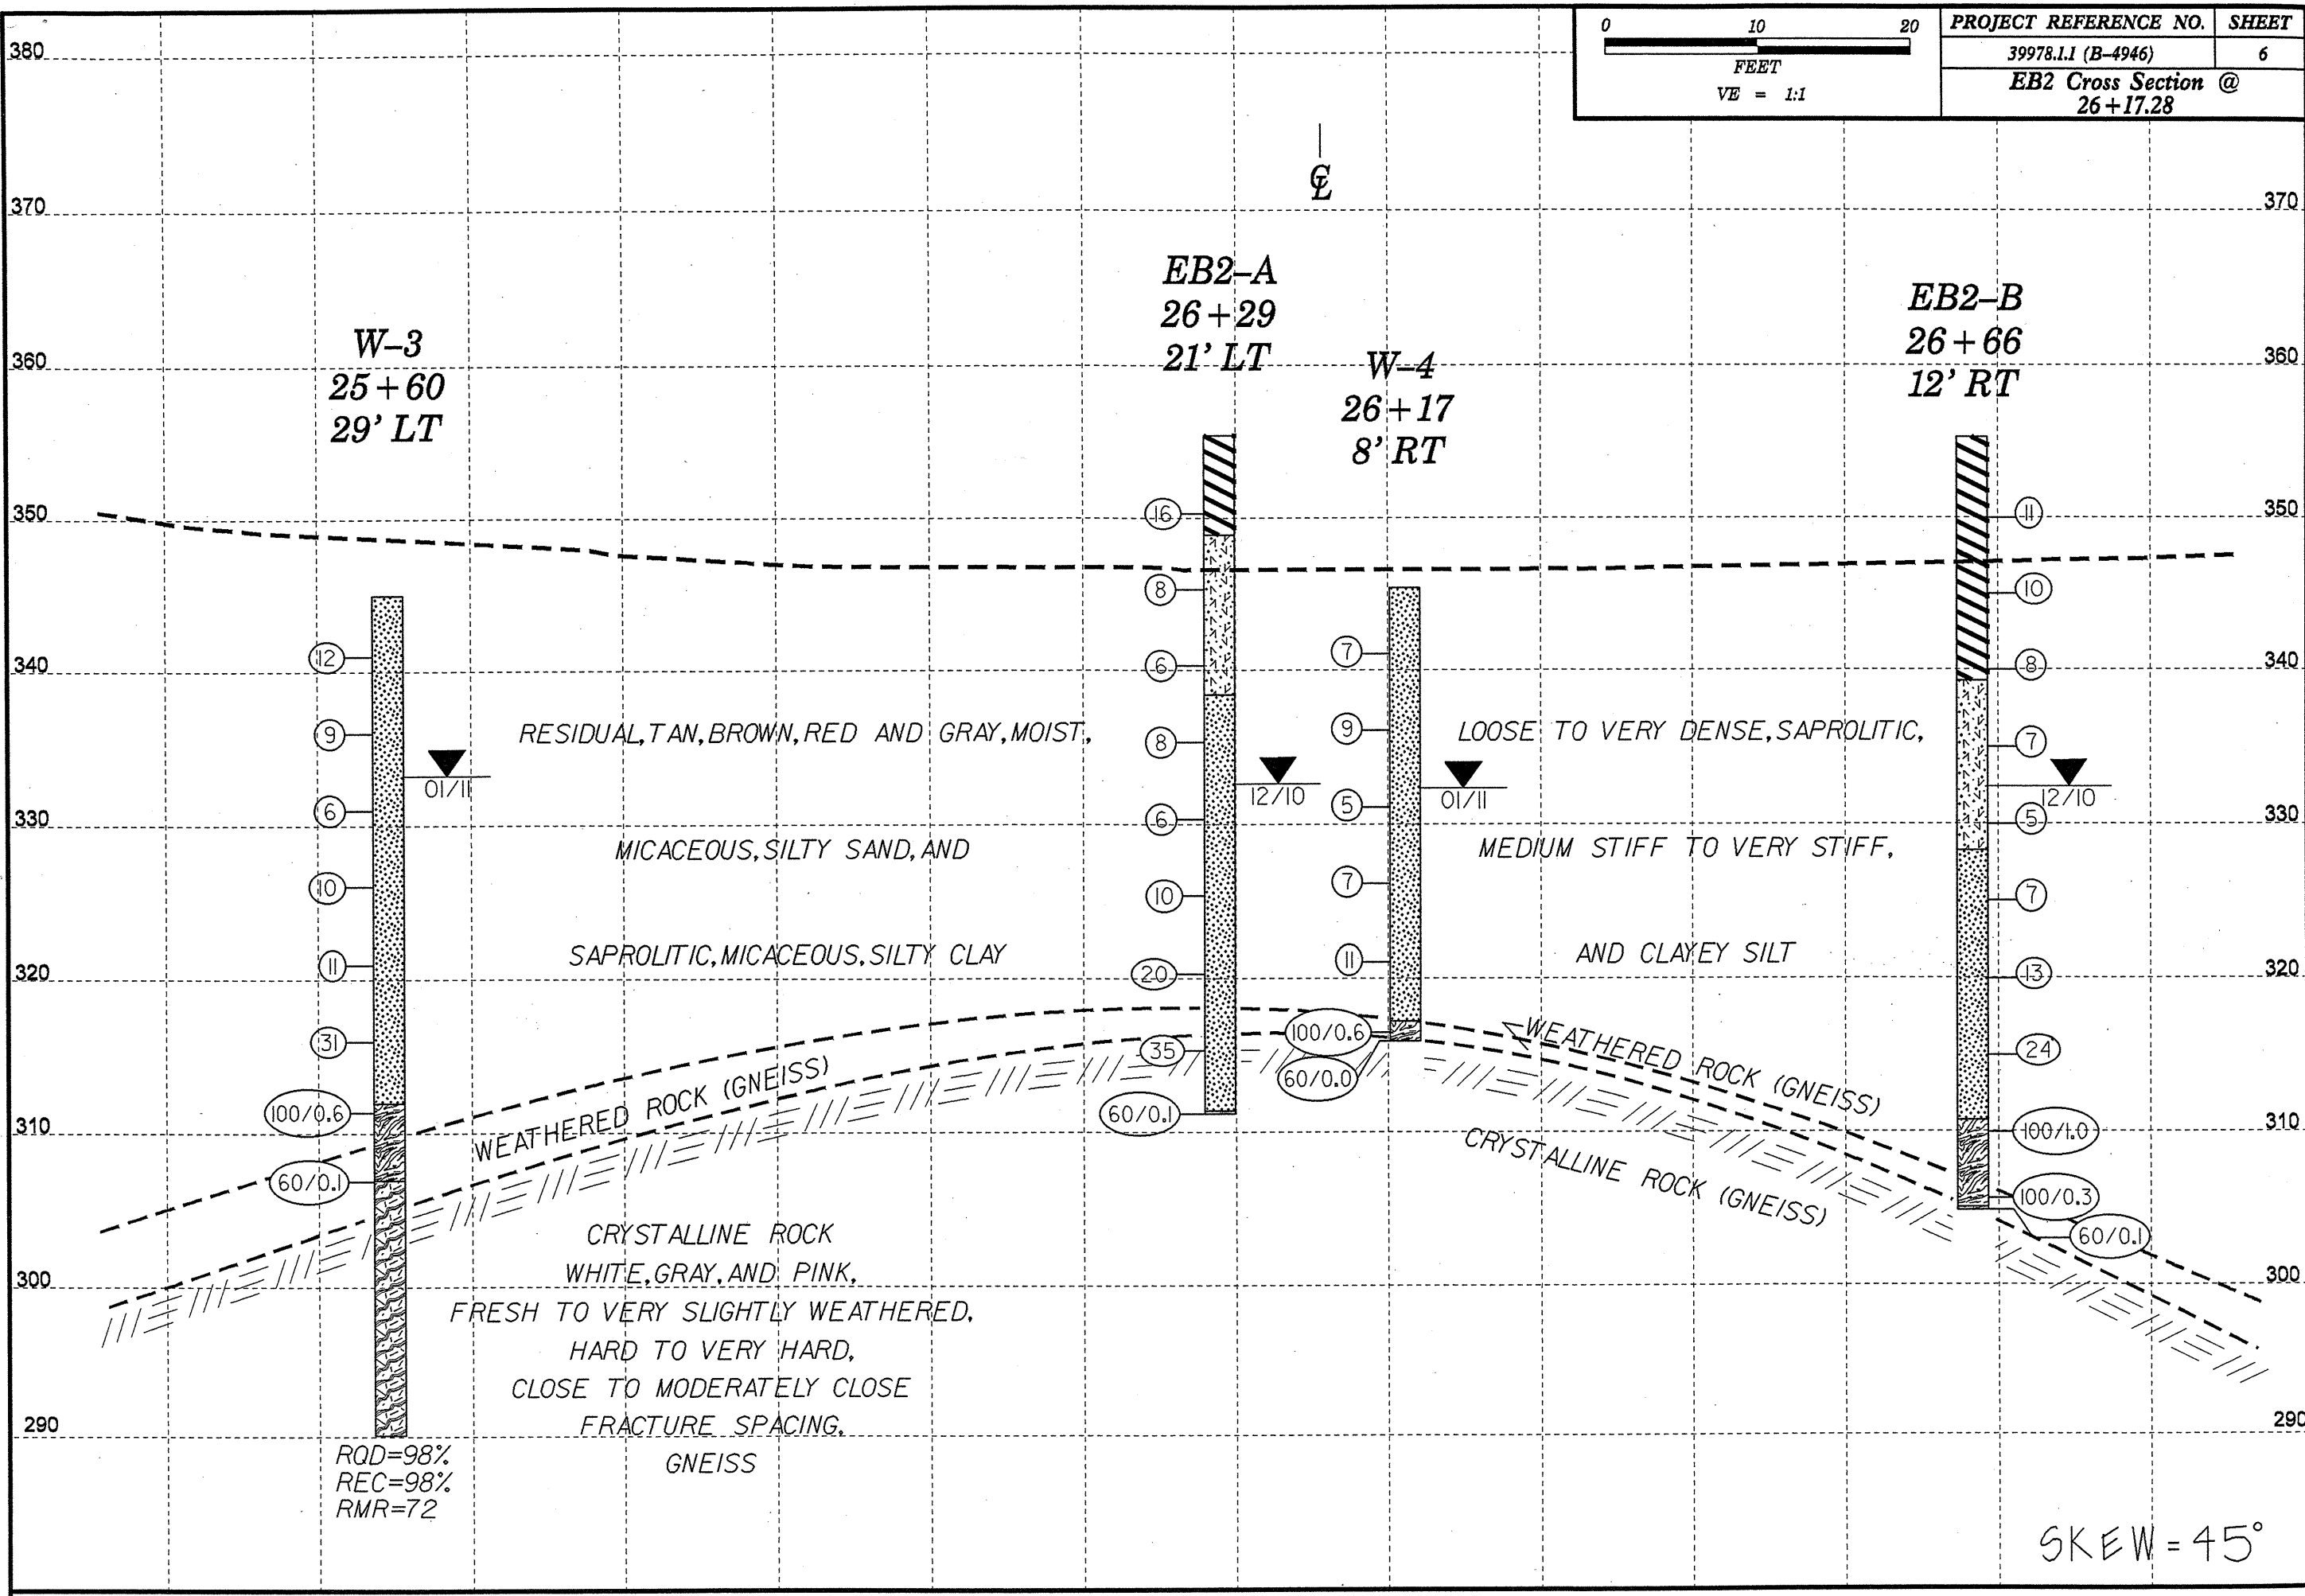 0 10 20
FEET
VE = 1:1
PROJECT REFERENCE NO. SHEET
39978.1.1 (B-4946) 6
EB2 Cross Section @
26+17.28
380
℄
370 370
EB2-A
26+29
21' LT
EB2-B
26+66
12' RT
W-3
25+60
29' LT
W-4
26+17
8' RT
360 360
350 16 11 350
8 10
340 12 6 7 8 340
9 8 9 7
RESIDUAL, TAN, BROWN, RED AND GRAY, MOIST,
LOOSE TO VERY DENSE, SAPROLITIC,
01/11 12/10 01/11 12/10
330 6 6 5 5 330
MICACEOUS, SILTY SAND, AND
MEDIUM STIFF TO VERY STIFF,
10 10 7 7
SAPROLITIC, MICACEOUS, SILTY CLAY
AND CLAYEY SILT
320 11 20 11 13 320
31 35 100/0.6 24
60/0.0
WEATHERED ROCK (GNEISS)
WEATHERED ROCK (GNEISS)
100/0.6 60/0.1 100/1.0
310 310
CRYSTALLINE ROCK (GNEISS)
60/0.1 100/0.3
60/0.1
CRYSTALLINE ROCK
WHITE, GRAY, AND PINK,
300 300
FRESH TO VERY SLIGHTLY WEATHERED,
HARD TO VERY HARD,
CLOSE TO MODERATELY CLOSE
FRACTURE SPACING,
GNEISS
290 290
RQD=98%
REC=98%
RMR=72
SKEW = 45°